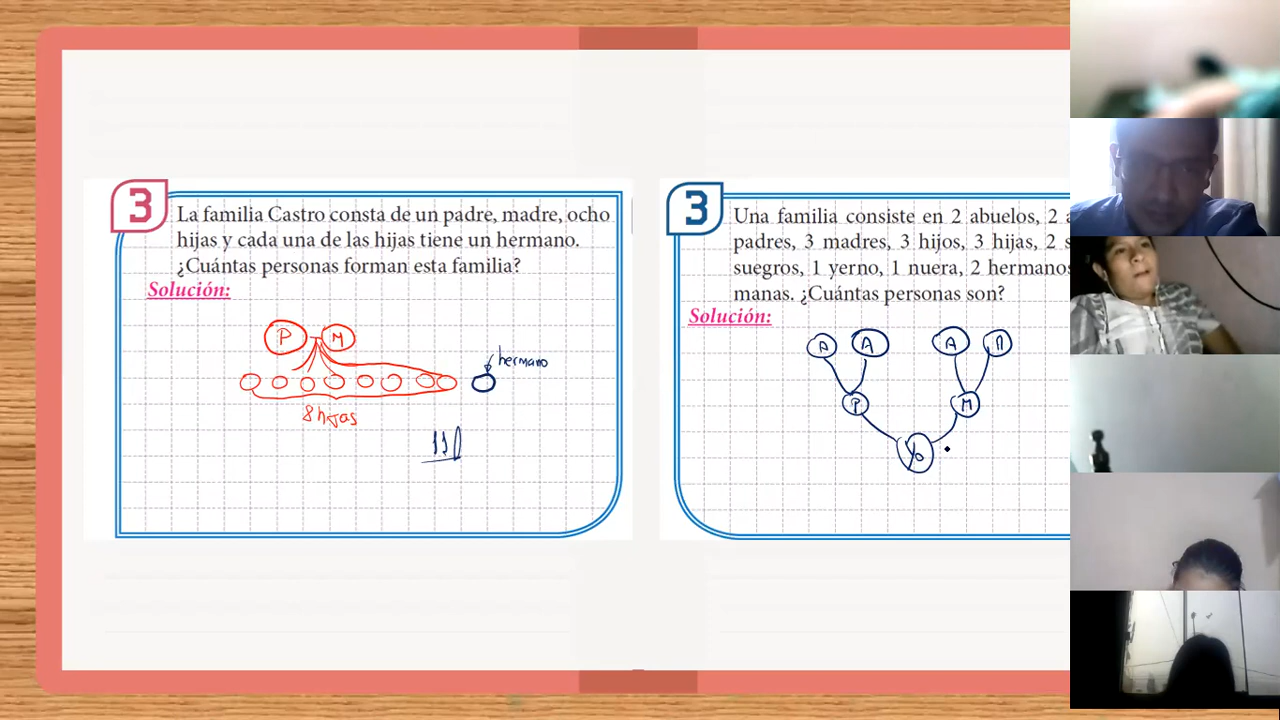 3
La familia Castro consta de un padre, madre, ocho
hijas y cada una de las hijas tiene un hermano.
¿Cuántas personas forman esta familia?
Solución:
P M
hermano
8 hijas
11
3
Una familia consiste en 2 abuelos, 2 a
padres, 3 madres, 3 hijos, 3 hijas, 2 s
suegros, 1 yerno, 1 nuera, 2 hermanos
manas. ¿Cuántas personas son?
Solución:
A A A A
P M
Yo